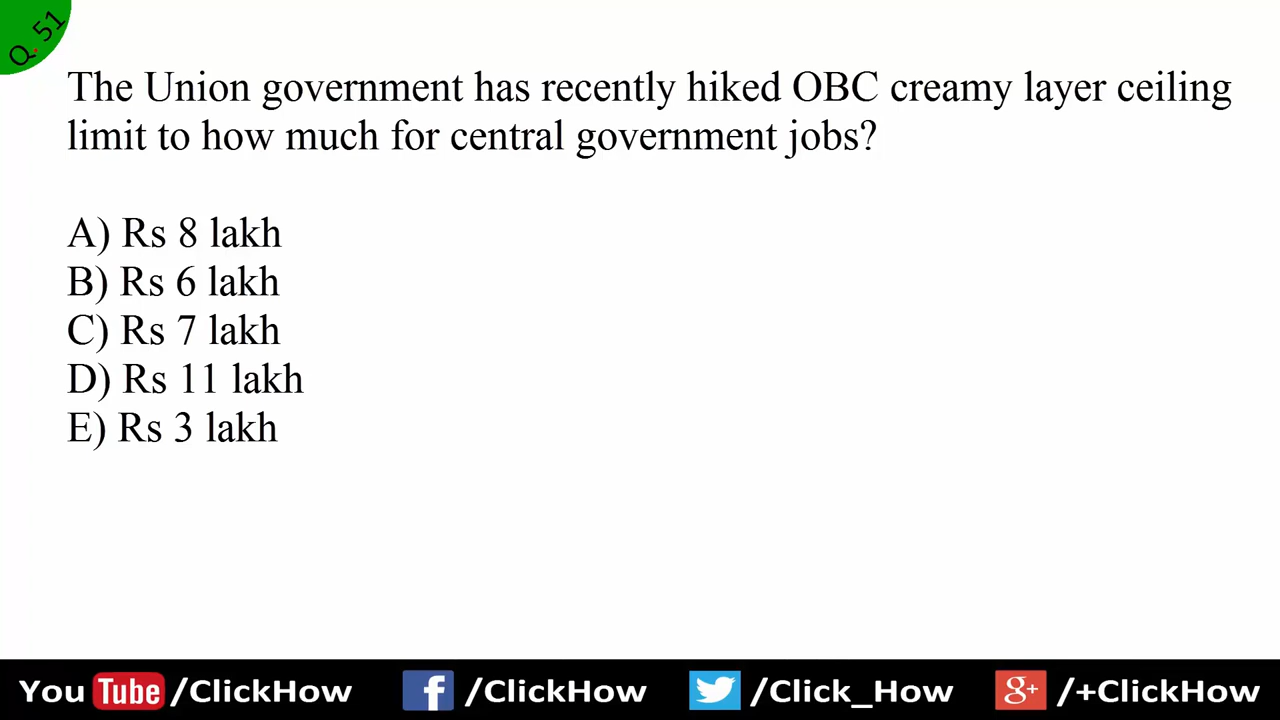 Q. 51
The Union government has recently hiked OBC creamy layer ceiling
limit to how much for central government jobs?
A) Rs 8 lakh
B) Rs 6 lakh
C) Rs 7 lakh
D) Rs 11 lakh
E) Rs 3 lakh
You Tube /ClickHow f /ClickHow /Click_How g+ /+ClickHow